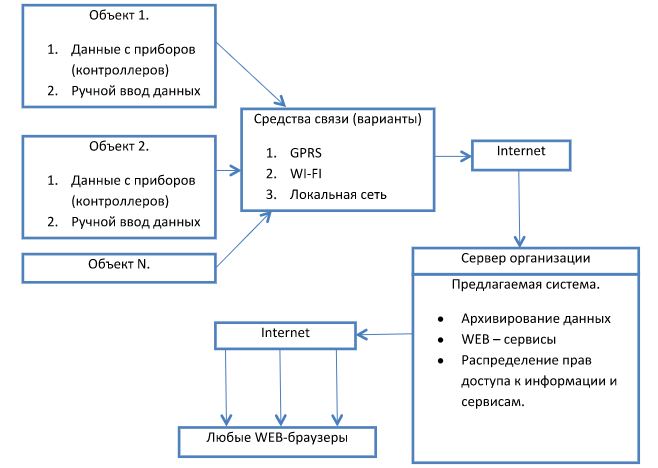 Объект 1.
1. Данные с приборов
(контроллеров)
2. Ручной ввод данных
Объект 2.
1. Данные с приборов
(контроллеров)
2. Ручной ввод данных
Объект N.
Средства связи (варианты)
1. GPRS
2. WI-FI
3. Локальная сеть
Internet
Сервер организации
Предлагаемая система.
• Архивирование данных
• WEB – сервисы
• Распределение прав
доступа к информации и
сервисам.
Internet
Любые WEB-браузеры